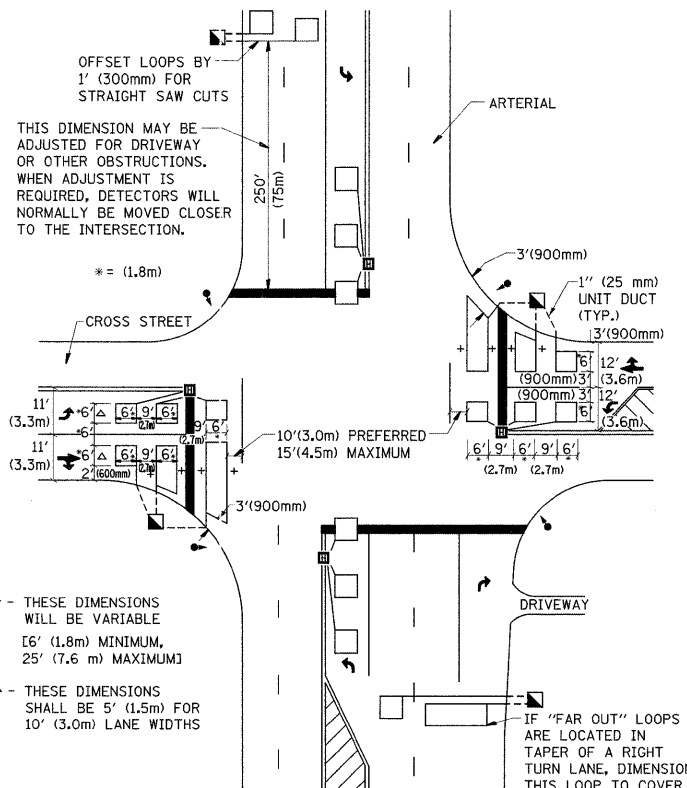 OFFSET LOOPS BY
1' (300mm) FOR
STRAIGHT SAW CUTS
ARTERIAL
THIS DIMENSION MAY BE
ADJUSTED FOR DRIVEWAY
OR OTHER OBSTRUCTIONS.
WHEN ADJUSTMENT IS
REQUIRED, DETECTORS WILL
NORMALLY BE MOVED CLOSER
TO THE INTERSECTION.
250'
(75m)
* = (1.8m)
3'(900mm)
1" (25 mm)
UNIT DUCT
(TYP.)
CROSS STREET
3'(900mm)
*6'
12'
(3.6m)
(900mm) 3'
(900mm) 3'
12'
*6'
(3.6m)
11'
(3.3m)
*6'
6' 9' 6'
(2.7m)
*6'
9' 6'
(2.7m)
11'
(3.3m)
*6'
6' 9' 6'
(2.7m)
2' (600mm)
10'(3.0m) PREFERRED
15'(4.5m) MAXIMUM
6' 9' 6' 9' 6'
* * *
(2.7m) (2.7m)
3'(900mm)
- THESE DIMENSIONS
WILL BE VARIABLE
[6' (1.8m) MINIMUM,
25' (7.6 m) MAXIMUM]
DRIVEWAY
- THESE DIMENSIONS
SHALL BE 5' (1.5m) FOR
10' (3.0m) LANE WIDTHS
IF "FAR OUT" LOOPS
ARE LOCATED IN
TAPER OF A RIGHT
TURN LANE, DIMENSION
THIS LOOP TO COVER